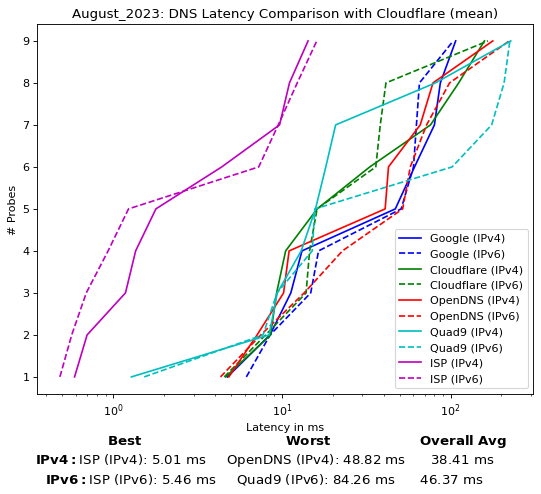 August_2023: DNS Latency Comparison with Cloudflare (mean)
9
8
7
6
5
4
3
2
1
# Probes
Google (IPv4)
Google (IPv6)
Cloudflare (IPv4)
Cloudflare (IPv6)
OpenDNS (IPv4)
OpenDNS (IPv6)
Quad9 (IPv4)
Quad9 (IPv6)
ISP (IPv4)
ISP (IPv6)
10⁰ 10¹ 10²
Latency in ms
Best Worst Overall Avg
IPv4: ISP (IPv4): 5.01 ms OpenDNS (IPv4): 48.82 ms 38.41 ms
IPv6: ISP (IPv6): 5.46 ms Quad9 (IPv6): 84.26 ms 46.37 ms